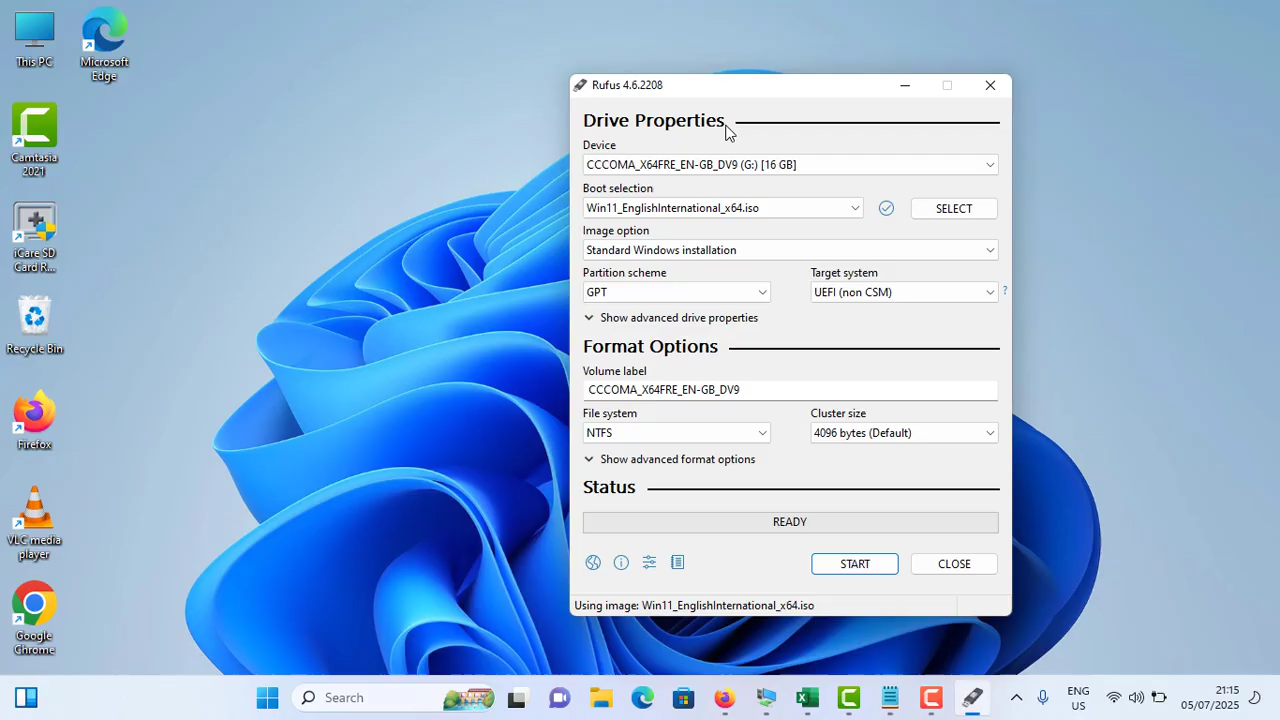 This PC
Microsoft
Edge
Camtasia
2021
iCare SD
Card R...
Recycle Bin
Firefox
VLC media
player
Google
Chrome
Rufus 4.6.2208
Drive Properties
Device
CCCOMA_X64FRE_EN-GB_DV9 (G:) [16 GB]
Boot selection
Win11_EnglishInternational_x64.iso
SELECT
Image option
Standard Windows installation
Partition scheme
Target system
GPT
UEFI (non CSM)
?
Show advanced drive properties
Format Options
Volume label
CCCOMA_X64FRE_EN-GB_DV9
File system
Cluster size
NTFS
4096 bytes (Default)
Show advanced format options
Status
READY
START
CLOSE
Using image: Win11_EnglishInternational_x64.iso
Search
ENG
US
21:15
05/07/2025